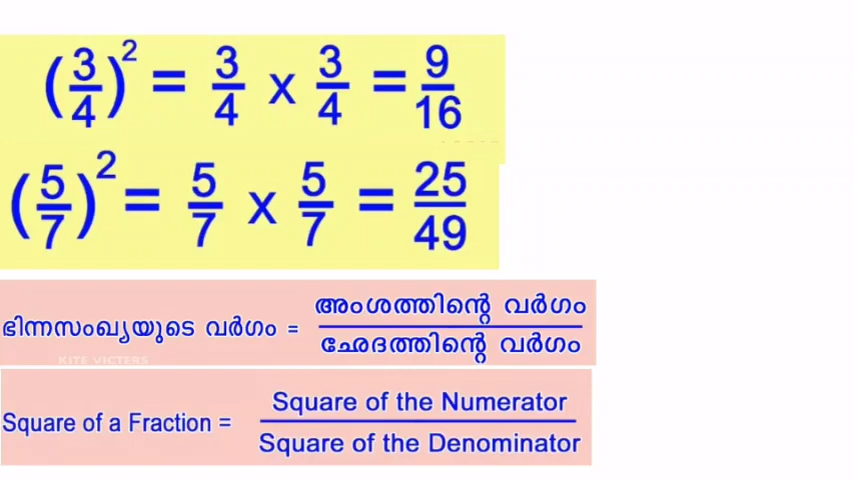 (3/4)² = 3/4 x 3/4 = 9/16
(5/7)² = 5/7 x 5/7 = 25/49
ഭിന്നസംഖ്യയുടെ വർഗം = അംശത്തിന്റെ വർഗം / ഛേദത്തിന്റെ വർഗം
KITE VICTERS
Square of a Fraction = Square of the Numerator / Square of the Denominator